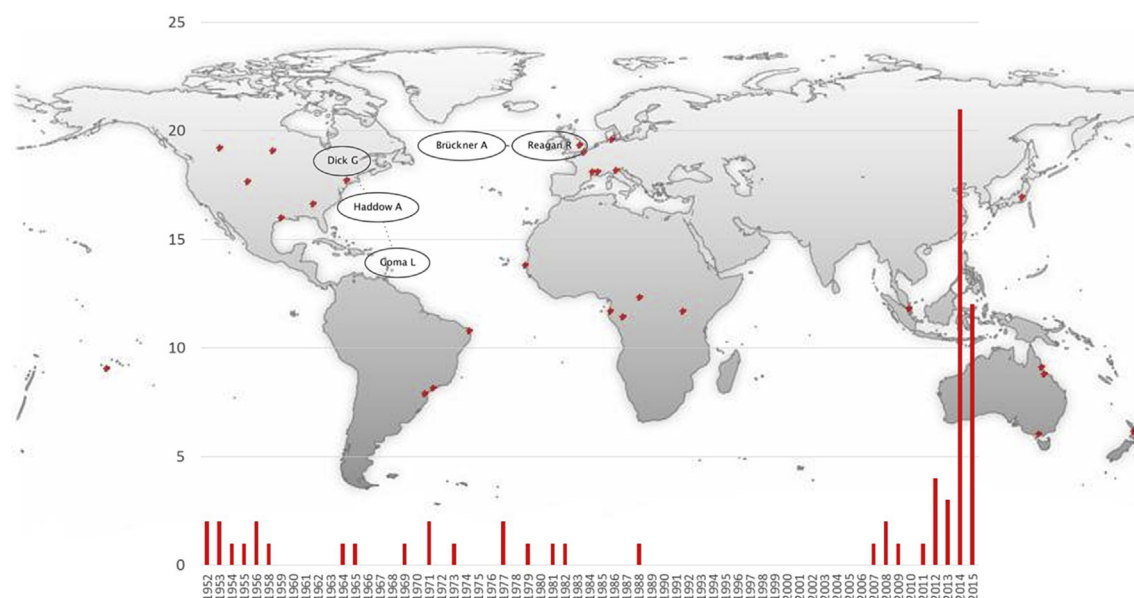 25
20
15
10
5
0
Brückner A
Reagan R
Dick G
Haddow A
Goma L
1952 1953 1954 1955 1956 1958 1959 1960 1961 1962 1963 1964 1965 1966 1967 1968 1969 1970 1971 1972 1973 1974 1975 1976 1977 1978 1979 1980 1981 1982 1983 1984 1985 1986 1987 1988 1989 1990 1991 1992 1993 1994 1995 1996 1997 1998 1999 2000 2001 2002 2003 2004 2005 2006 2007 2008 2009 2010 2011 2012 2013 2014 2015